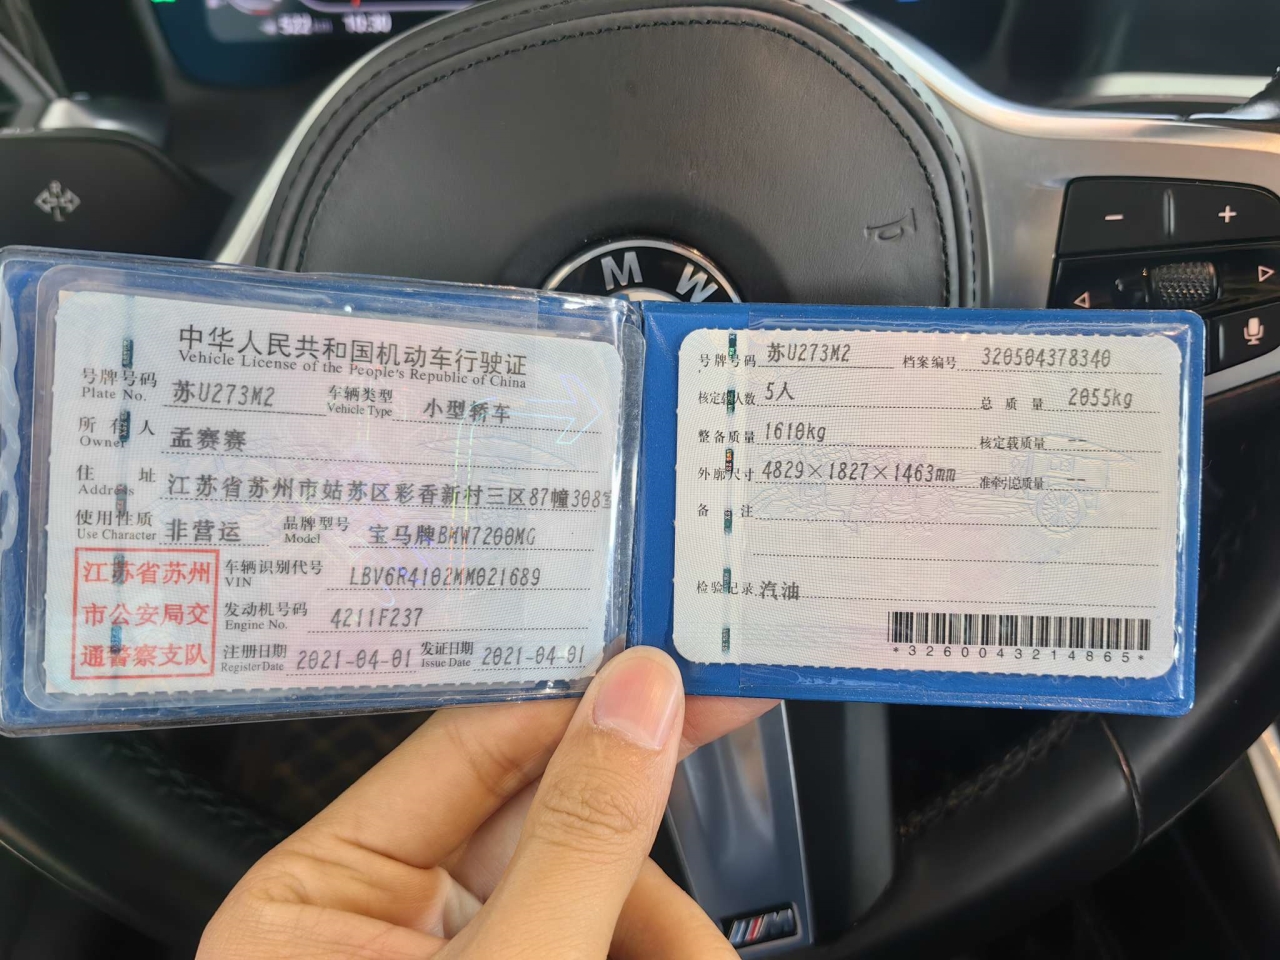 522 10:30
M W
中华人民共和国机动车行驶证
Vehicle License of the People's Republic of China
号牌号码 苏U273M2 车辆类型 小型轿车
Plate No. Vehicle Type
所有人 孟赛赛
Owner
住址 江苏省苏州市姑苏区彩香新村三区87幢308室
Address
使用性质 非营运 品牌型号 宝马牌BMW7200MG
Use Character Model
江苏省苏州
市公安局交
通警察支队
车辆识别代号 LBV6R4102MM021689
VIN
发动机号码 4211F237
Engine No.
注册日期 2021-04-01 发证日期 2021-04-01
Register Date Issue Date
号牌号码 苏U273M2 档案编号 320504378340
核定载人数 5人 总质量 2055kg
整备质量 1610kg 核定载质量 --
外廓尺寸 4829×1827×1463mm 准牵引总质量 --
备注
检验记录 汽油
*3260043214865*
M